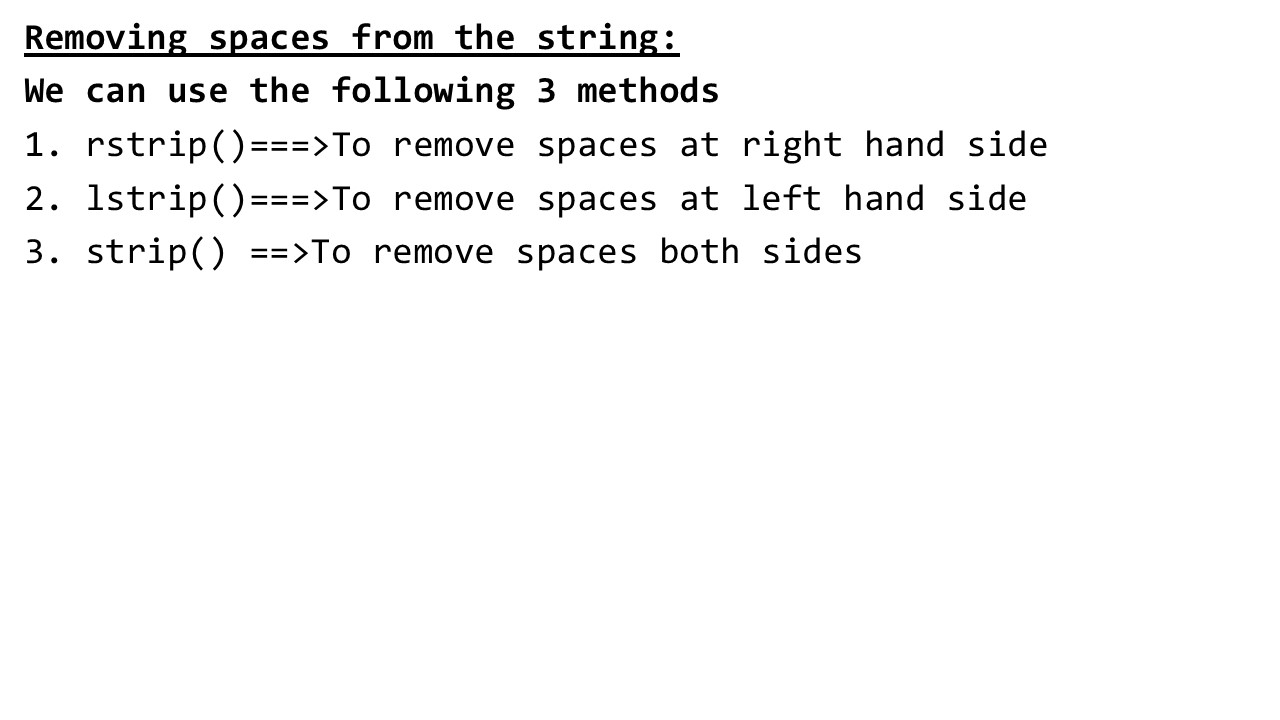 Removing spaces from the string:
We can use the following 3 methods
1. rstrip()===>To remove spaces at right hand side
2. lstrip()===>To remove spaces at left hand side
3. strip() ==>To remove spaces both sides